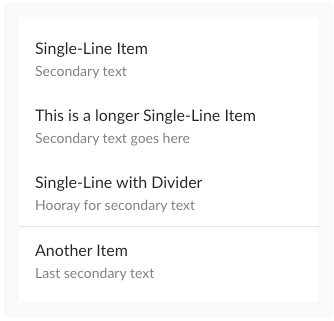 Single-Line Item
Secondary text
This is a longer Single-Line Item
Secondary text goes here
Single-Line with Divider
Hooray for secondary text
Another Item
Last secondary text